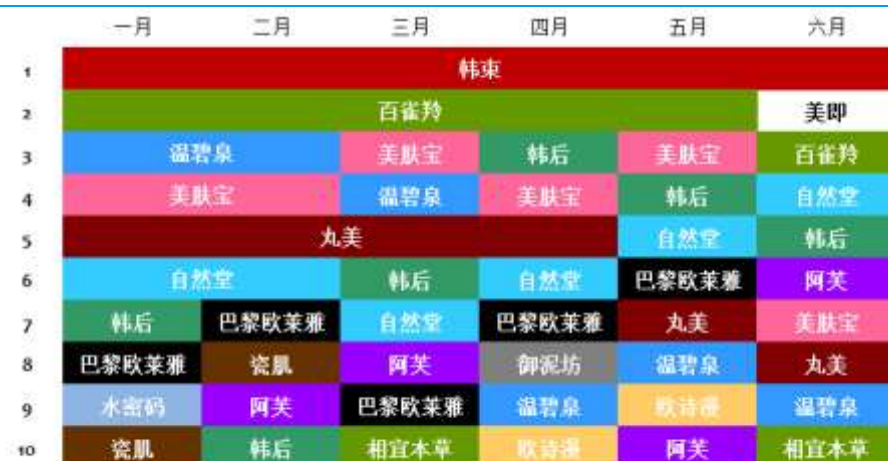 一月 二月 三月 四月 五月 六月
1 韩束
2 百雀羚 美即
3 温碧泉 美肤宝 韩后 美肤宝 百雀羚
4 美肤宝 温碧泉 美肤宝 韩后 自然堂
5 丸美 自然堂 韩后
6 自然堂 韩后 自然堂 巴黎欧莱雅 阿芙
7 韩后 巴黎欧莱雅 自然堂 巴黎欧莱雅 丸美 美肤宝
8 巴黎欧莱雅 瓷肌 阿芙 御泥坊 温碧泉 丸美
9 水密码 阿芙 巴黎欧莱雅 温碧泉 欧诗漫 温碧泉
10 瓷肌 韩后 相宜本草 欧诗漫 阿芙 相宜本草